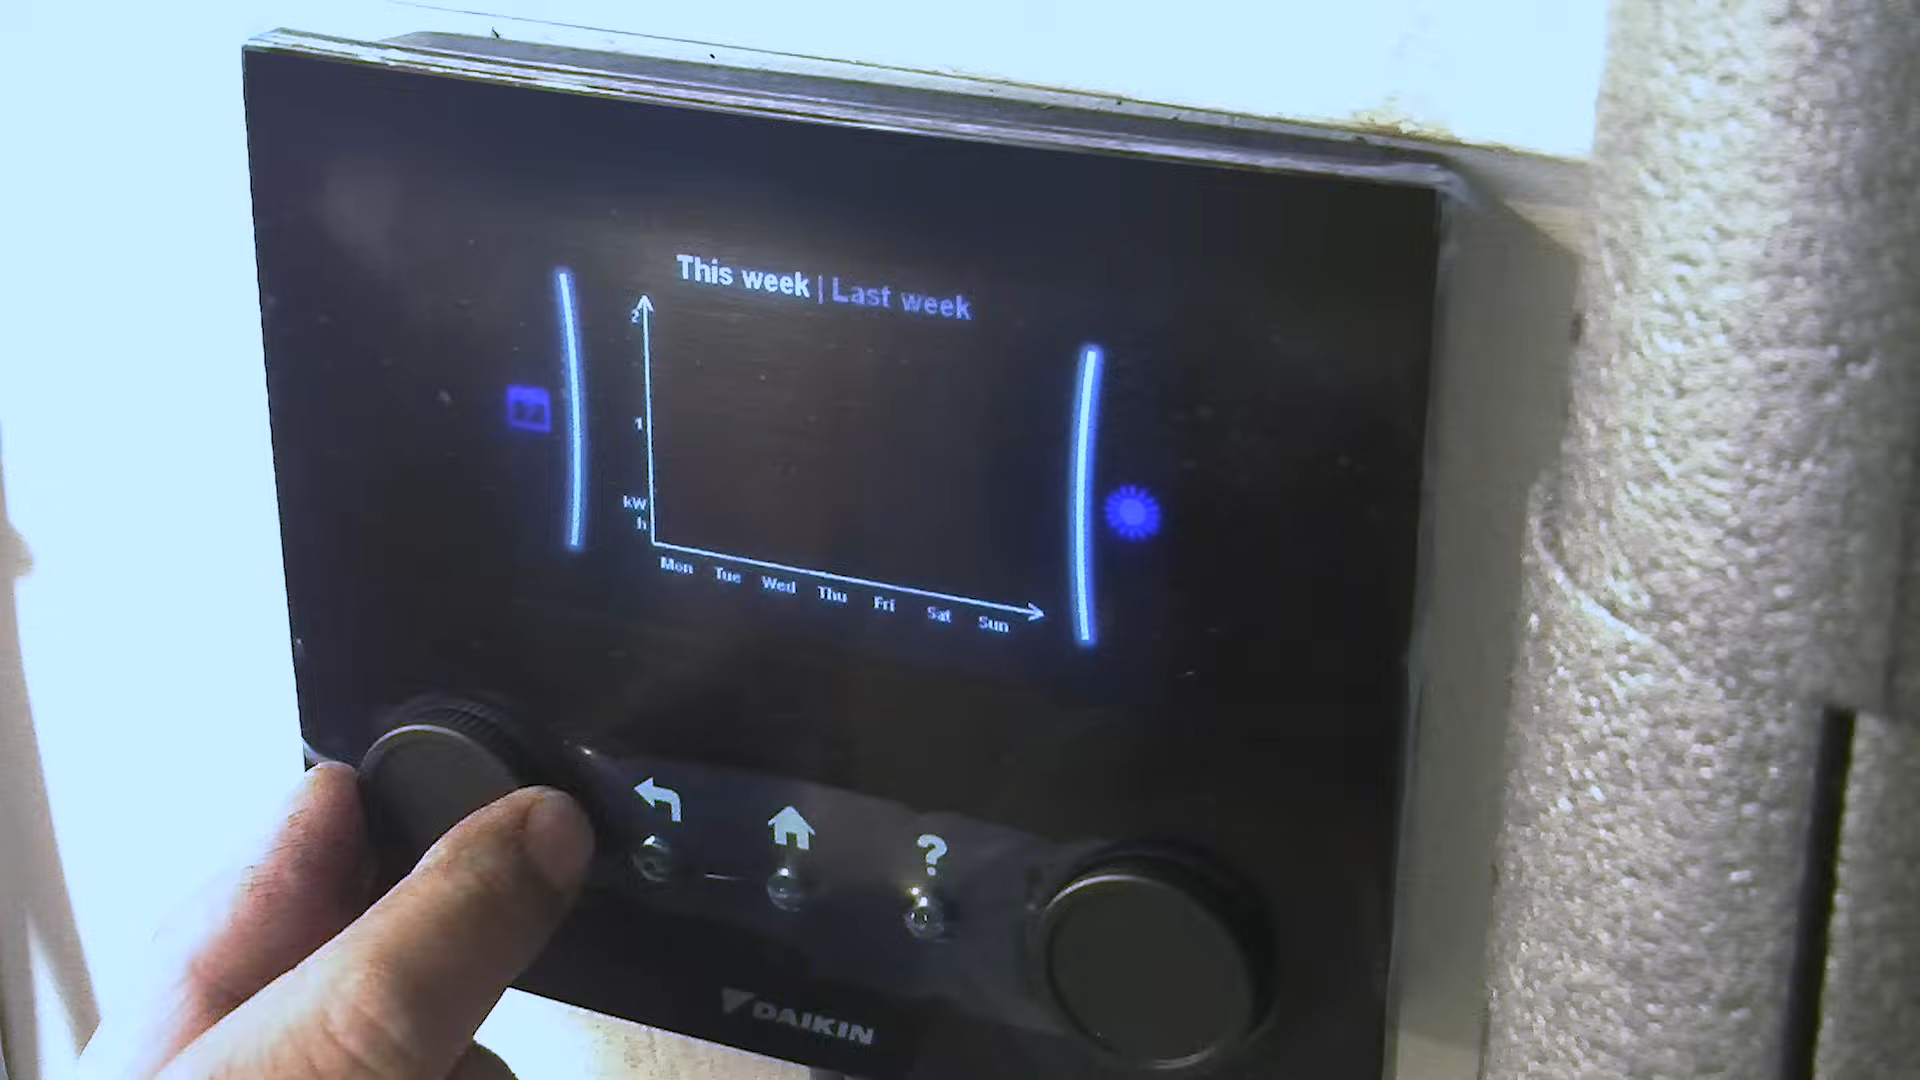 This week | Last week
2
1
kW
h
Mon Tue Wed Thu Fri Sat Sun
?
DAIKIN